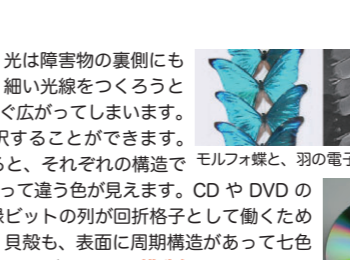 光は障害物の裏側にも
細い光線をつくろうと
ぐ広がってしまいます。
択することができます。
ると、それぞれの構造で
って違う色が見えます。CD や DVD の
ビットの列が回折格子として働くため
貝殻も、表面に周期構造があって七色
モルフォ蝶と、羽の電子